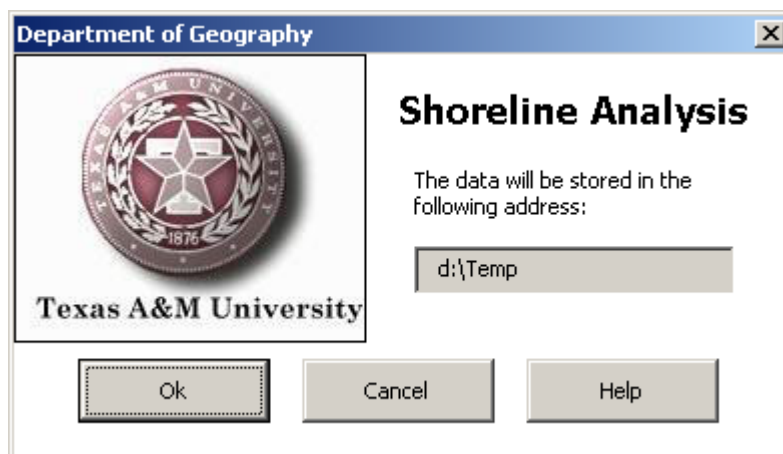 Department of Geography
TEXAS A&M UNIVERSITY
1876
Texas A&M University
Shoreline Analysis
The data will be stored in the
following address:
d:\Temp
Ok
Cancel
Help